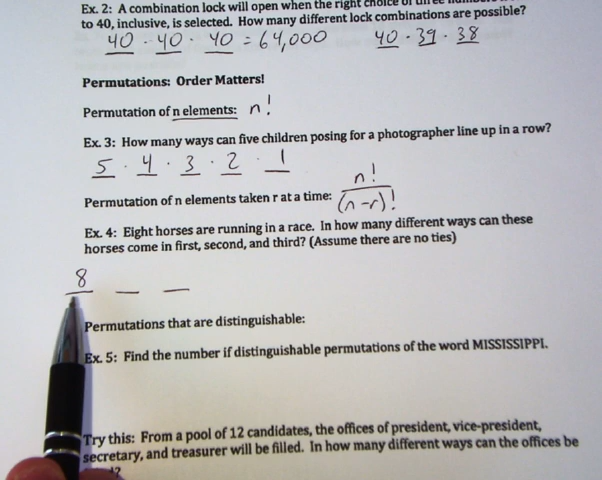 Ex. 2: A combination lock will open when the right choice of three numbers
to 40, inclusive, is selected. How many different lock combinations are possible?
40 · 40 · 40 = 64,000 40 · 39 · 38
Permutations: Order Matters!
Permutation of n elements: n!
Ex. 3: How many ways can five children posing for a photographer line up in a row?
5 · 4 · 3 · 2 · 1
Permutation of n elements taken r at a time: n!/(n-r)!
Ex. 4: Eight horses are running in a race. In how many different ways can these
horses come in first, second, and third? (Assume there are no ties)
8
Permutations that are distinguishable:
Ex. 5: Find the number if distinguishable permutations of the word MISSISSIPPI.
Try this: From a pool of 12 candidates, the offices of president, vice-president,
secretary, and treasurer will be filled. In how many different ways can the offices be